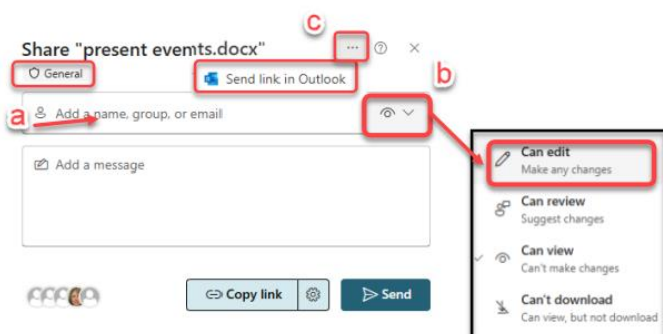 c
Share "present events.docx"
General
Send link in Outlook
b
a
Add a name, group, or email
Add a message
Can edit
Make any changes
Can review
Suggest changes
Can view
Can't make changes
Can't download
Can view, but not download
Copy link
Send